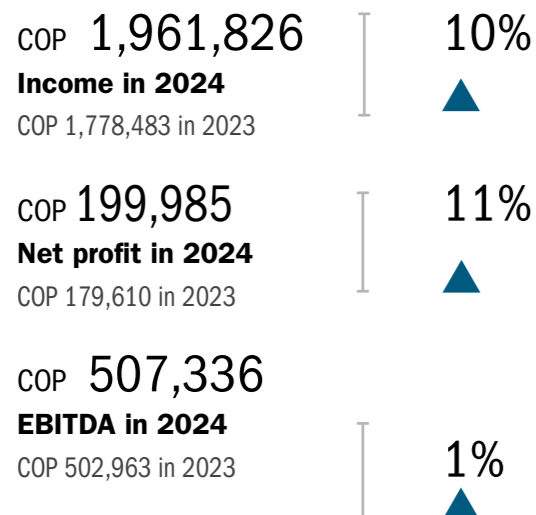 COP 1,961,826 10%
Income in 2024
COP 1,778,483 in 2023
COP 199,985 11%
Net profit in 2024
COP 179,610 in 2023
COP 507,336
EBITDA in 2024
COP 502,963 in 2023 1%